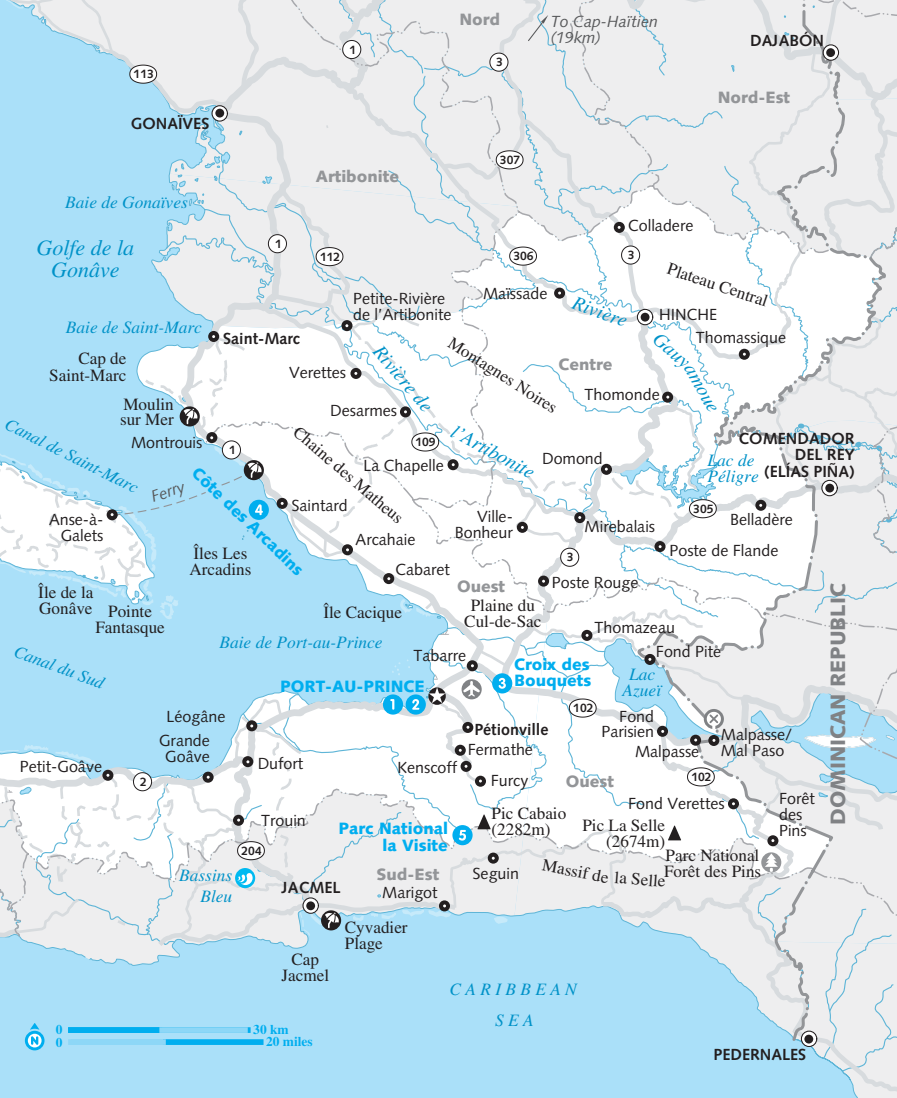 Nord
To Cap-Haïtien
(19km)
DAJABÓN
1
3
113
Nord-Est
GONAÏVES
307
Artibonite
Baie de Gonaïves
Colladere
Golfe de la
Gonâve
1
112
306
3
Plateau Central
Maïssade
Rivière
Petite-Rivière
de l'Artibonite
HINCHE
Baie de Saint-Marc
Saint-Marc
Thomassique
Gauyamoue
Cap de
Saint-Marc
Verettes
Rivière de
Montagnes Noires
Centre
Thomonde
Moulin
sur Mer
Desarmes
Montrouis
1
109
l'Artibonite
COMENDADOR
DEL REY
(ELÍAS PIÑA)
Canal de Saint-Marc
Chaine des Matheus
La Chapelle
Domond
Lac de
Péligre
Ferry
Côte des Arcadins
4
Saintard
305
Belladère
Anse-à-
Galets
Ville-
Bonheur
Mirebalais
Arcahaie
Poste de Flande
Îles Les
Arcadins
3
Cabaret
Ouest
Poste Rouge
Île de la
Gonâve
Pointe
Fantasque
Île Cacique
Plaine du
Cul-de-Sac
Baie de Port-au-Prince
Thomazeau
Canal du Sud
Tabarre
Croix des
Bouquets
3
Fond Pite
Lac
Azueï
DOMINICAN REPUBLIC
PORT-AU-PRINCE
1
2
102
Léogâne
Pétionville
Fond
Parisien
Malpasse/
Mal Paso
Grande
Goâve
Fermathe
Malpasse
Petit-Goâve
Dufort
Kenscoff
2
Furcy
Ouest
102
Fond Verettes
Forêt
des
Pins
Trouin
Pic Cabaio
(2282m)
Parc National
la Visite
5
Pic La Selle
(2674m)
204
Parc National
Forêt des Pins
Bassins
Bleu
Seguin
Massif de la Selle
JACMEL
Sud-Est
Marigot
Cyvadier
Plage
Cap
Jacmel
CARIBBEAN
SEA
N
0
30 km
0
20 miles
PEDERNALES